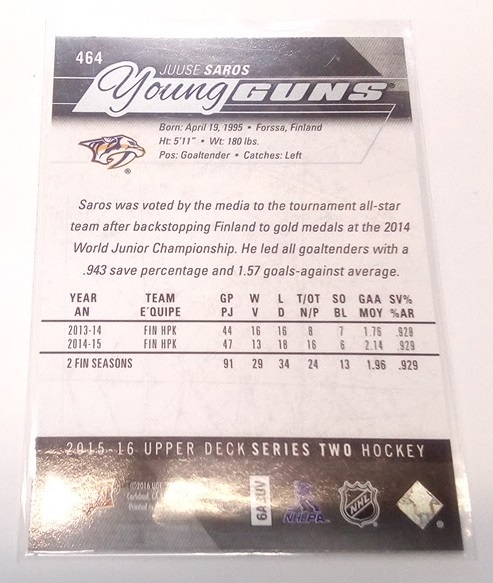 464
JUUSE SAROS
Young GUNS
Born: April 19, 1995 • Forssa, Finland
Ht: 5'11" • Wt: 180 lbs.
Pos: Goaltender • Catches: Left
Saros was voted by the media to the tournament all-star
team after backstopping Finland to gold medals at the 2014
World Junior Championship. He led all goaltenders with a
.943 save percentage and 1.57 goals-against average.
YEAR TEAM GP W L T/OT SO GAA SV%
AN E´QUIPE PJ V D N/P BL MOY %AR
2013-14 FIN HPK 44 16 16 8 7 1.76 .928
2014-15 FIN HPK 47 13 18 16 6 2.14 .929
2 FIN SEASONS 91 29 34 24 13 1.96 .929
2015-16 UPPER DECK SERIES TWO HOCKEY
©2016
Carlsbad, CA
Printed
NHLPA
NHL